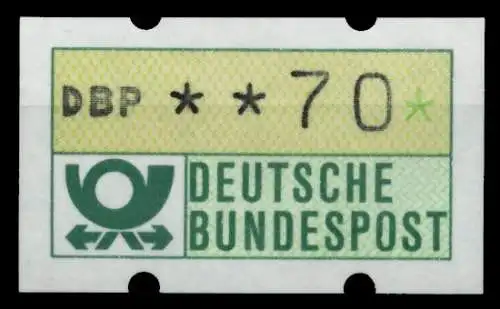 DBP * * 70*
DEUTSCHE
BUNDESPOST